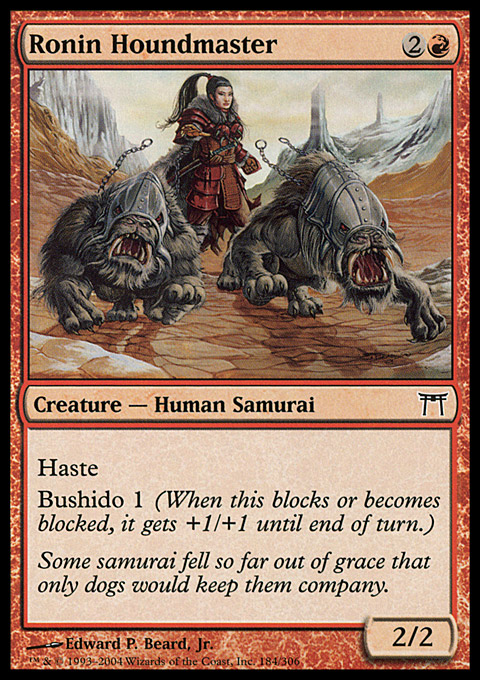 Ronin Houndmaster 2
Creature — Human Samurai
Haste
Bushido 1 (When this blocks or becomes
blocked, it gets +1/+1 until end of turn.)
Some samurai fell so far out of grace that
only dogs would keep them company.
Edward P. Beard, Jr.
2/2
™ & © 1993–2004 Wizards of the Coast, Inc. 184/306